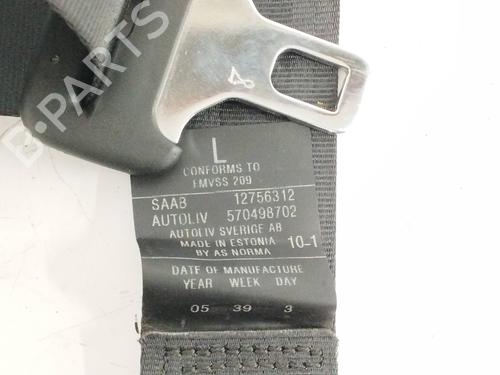 B-PARTS
L
CONFORMS TO
FMVSS 209
SAAB 12756312
AUTOLIV 570498702
AUTOLIV SVERIGE AB
MADE IN ESTONIA 10-1
BY AS NORMA
DATE OF MANUFACTURE
YEAR WEEK DAY
05 39 3